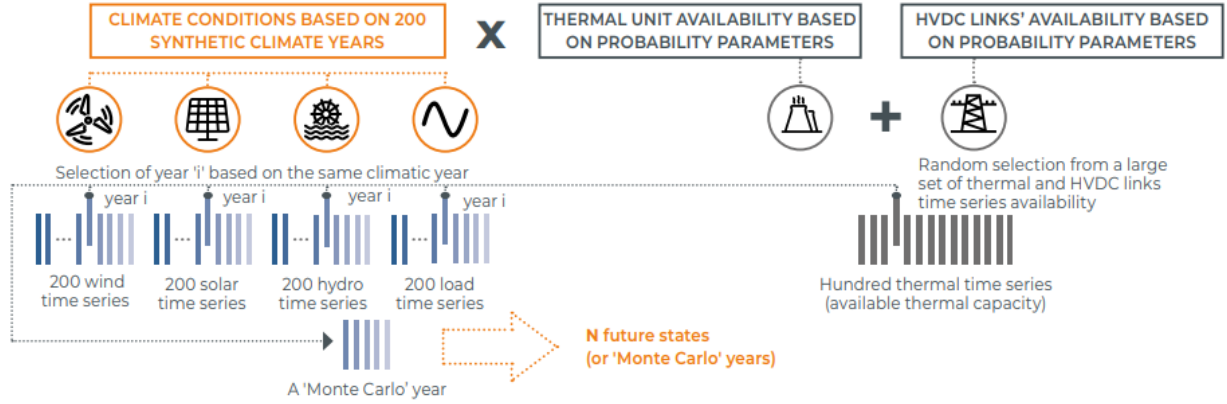 CLIMATE CONDITIONS BASED ON 200
SYNTHETIC CLIMATE YEARS
X
THERMAL UNIT AVAILABILITY BASED
ON PROBABILITY PARAMETERS
HVDC LINKS' AVAILABILITY BASED
ON PROBABILITY PARAMETERS
+
Selection of year 'i' based on the same climatic year
Random selection from a large
set of thermal and HVDC links
time series availability
year i
year i
year i
year i
...
...
...
...
200 wind
time series
200 solar
time series
200 hydro
time series
200 load
time series
Hundred thermal time series
(available thermal capacity)
N future states
(or 'Monte Carlo' years)
A 'Monte Carlo' year